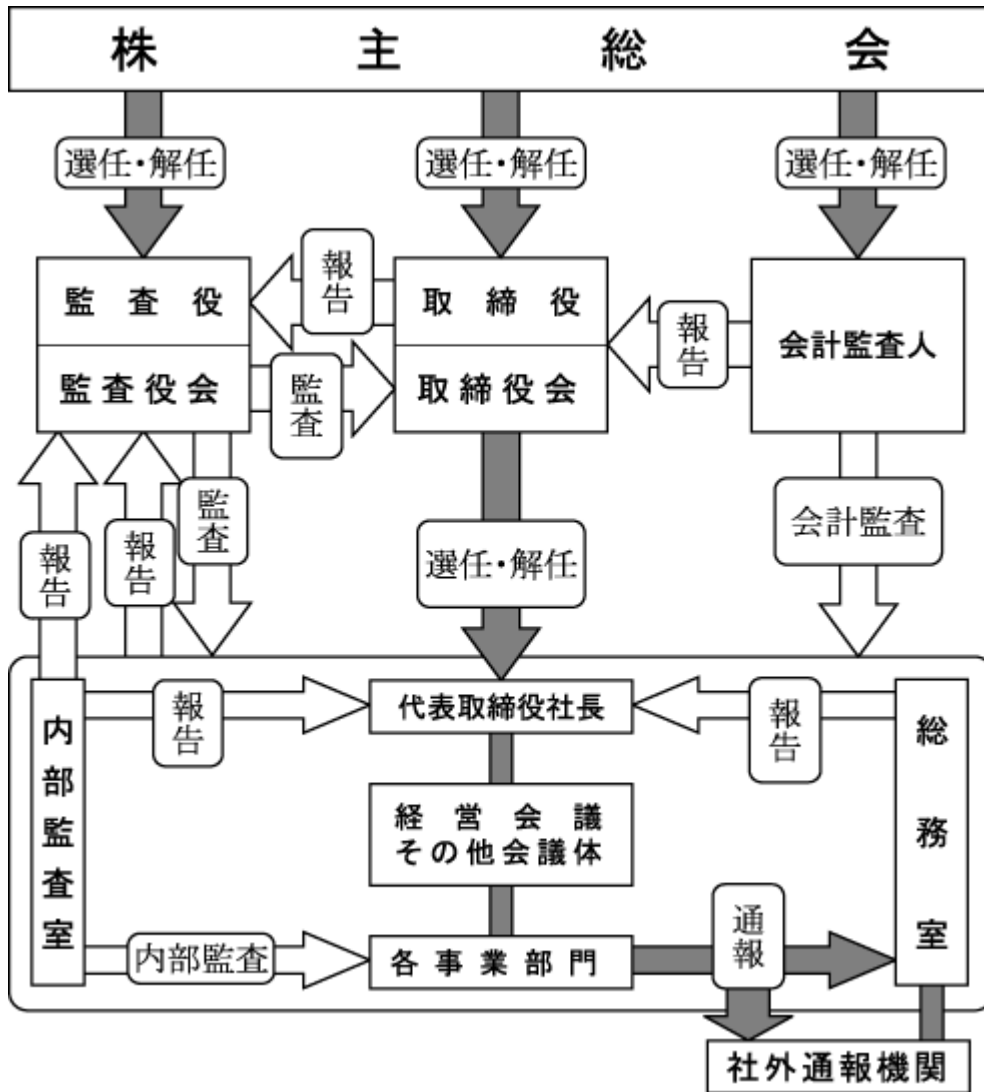 株主総会
選任・解任
選任・解任
選任・解任
監査役
監査役会
報告
監査
取締役
取締役会
報告
会計監査人
報告
報告
監査
選任・解任
会計監査
内部監査室
報告
代表取締役社長
報告
総務室
経営会議
その他会議体
内部監査
各事業部門
通報
社外通報機関